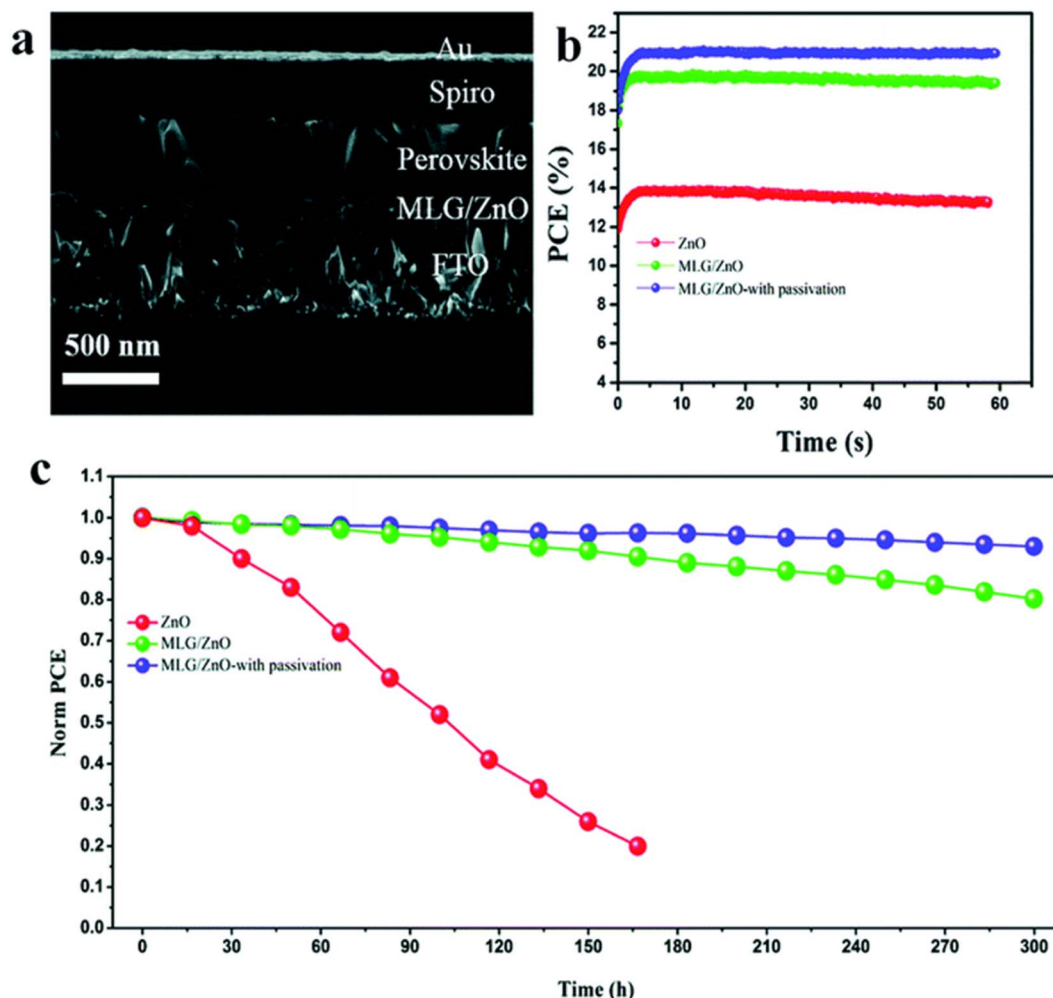 a
Au
Spiro
Perovskite
MLG/ZnO
FTO
500 nm
b
PCE (%)
22
20
18
16
14
12
10
8
6
4
ZnO
MLG/ZnO
MLG/ZnO-with passivation
0 10 20 30 40 50 60
Time (s)
c
Norm PCE
1.1
1.0
0.9
0.8
0.7
0.6
0.5
0.4
0.3
0.2
0.1
0.0
ZnO
MLG/ZnO
MLG/ZnO-with passivation
0 30 60 90 120 150 180 210 240 270 300
Time (h)